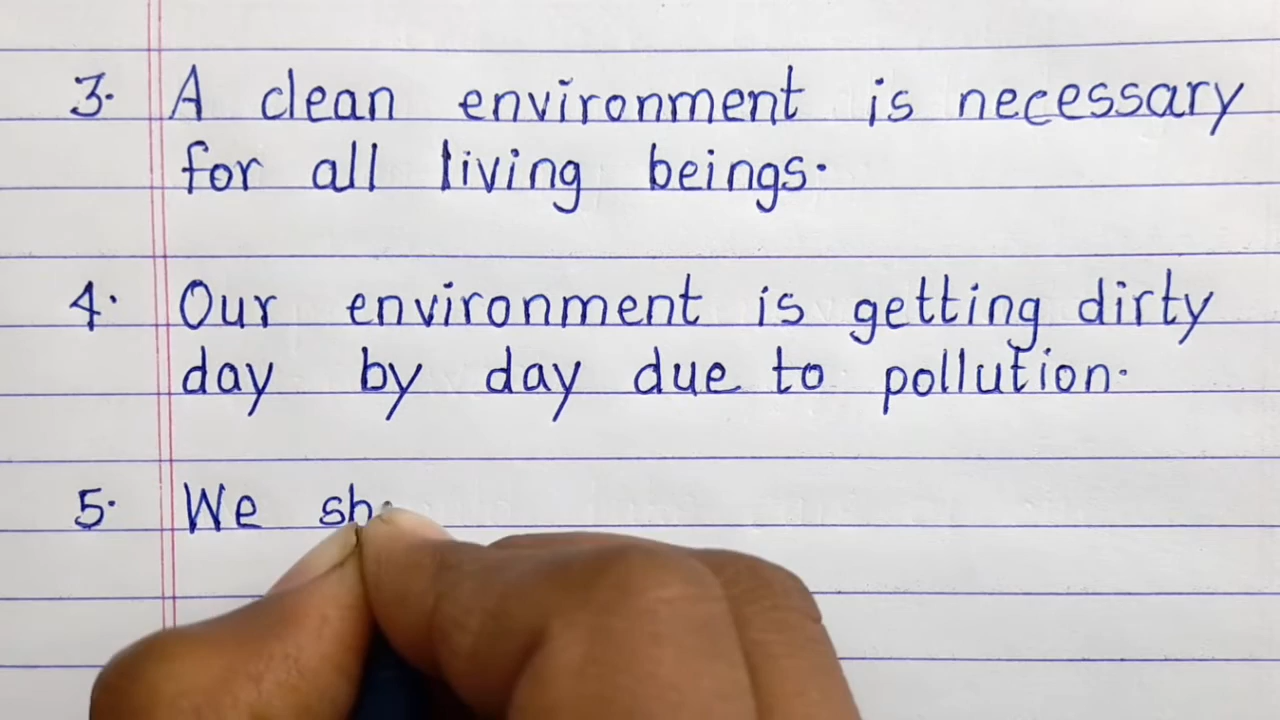 3. A clean environment is necessary
for all living beings.
4. Our environment is getting dirty
day by day due to pollution.
5. We sh